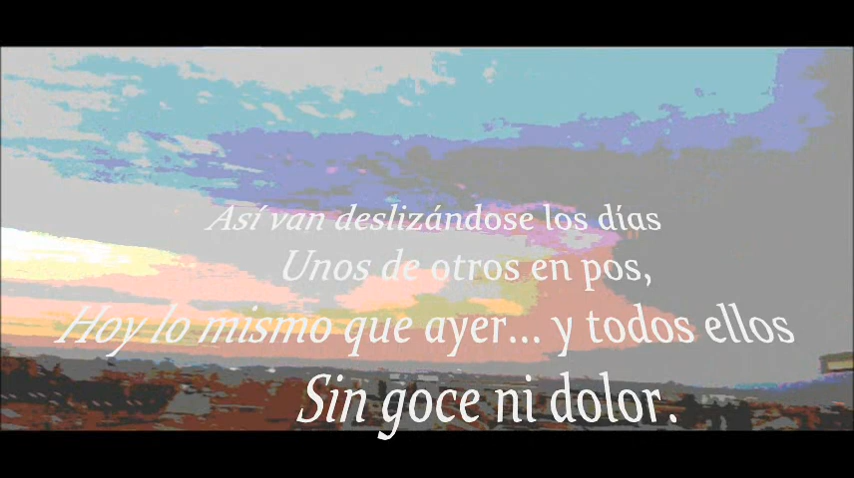 Así van deslizándose los días
Unos de otros en pos,
Hoy lo mismo que ayer... y todos ellos
Sin goce ni dolor.